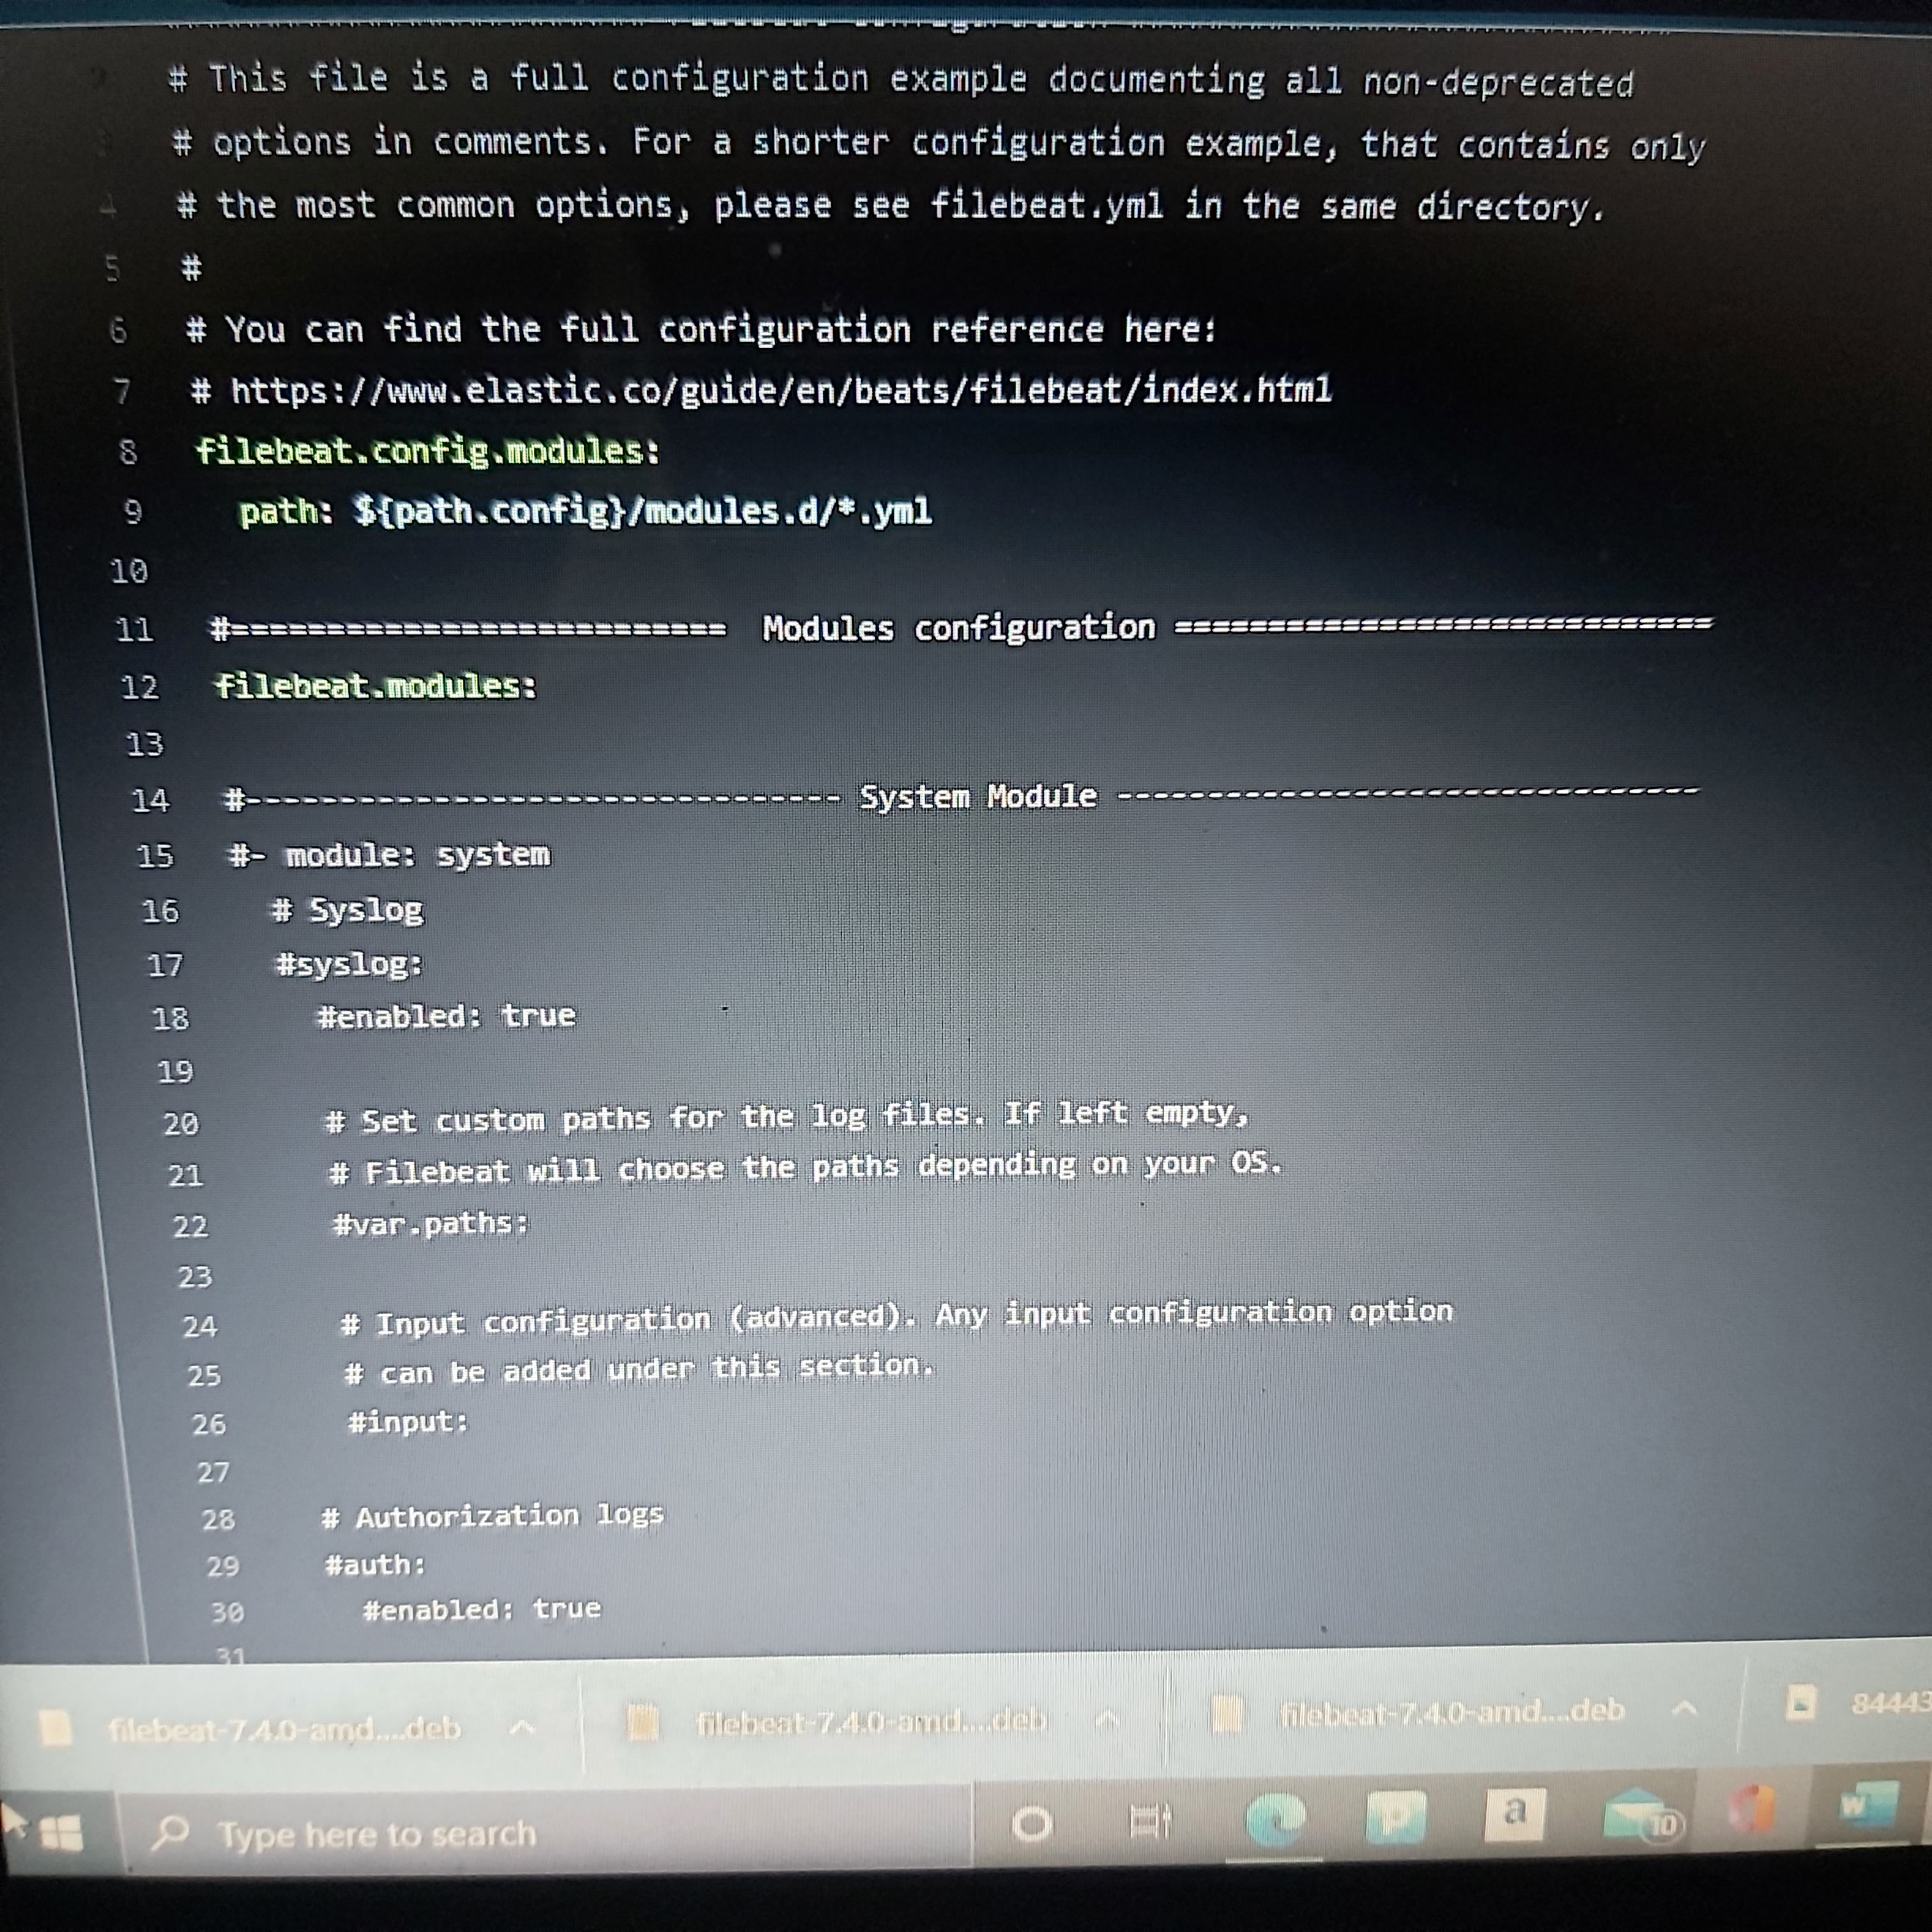 # This file is a full configuration example documenting all non-deprecated
3 # options in comments. For a shorter configuration example, that contains only
4 # the most common options, please see filebeat.yml in the same directory.
5 #
6 # You can find the full configuration reference here:
7 # https://www.elastic.co/guide/en/beats/filebeat/index.html
8 filebeat.config.modules:
9 path: ${path.config}/modules.d/*.yml
10
11 #========================== Modules configuration =============================
12 filebeat.modules:
13
14 #-------------------------------- System Module --------------------------------
15 #- module: system
16 # Syslog
17 #syslog:
18 #enabled: true
19
20 # Set custom paths for the log files. If left empty,
21 # Filebeat will choose the paths depending on your OS.
22 #var.paths:
23
24 # Input configuration (advanced). Any input configuration option
25 # can be added under this section.
26 #input:
27
28 # Authorization logs
29 #auth:
30 #enabled: true
31
filebeat-7.4.0-amd....deb filebeat-7.4.0-amd....deb filebeat-7.4.0-amd....deb 84443
Type here to search a 10 W